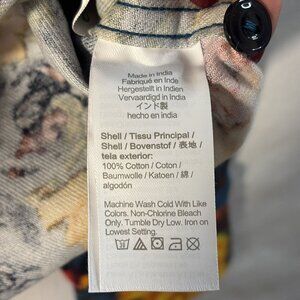 Made in India
Fabriqué en Inde
Hergestellt in Indien
Vervaardigd in India
インド製
hecho en india
Shell / Tissu Principal /
Shell / Bovenstof / 表地 /
tela exterior:
100% Cotton / Coton /
Baumwolle / Katoen / 綿 /
algodón
Machine Wash Cold With Like
Colors. Non-Chlorine Bleach
Only. Tumble Dry Low. Iron on
Lowest Setting.